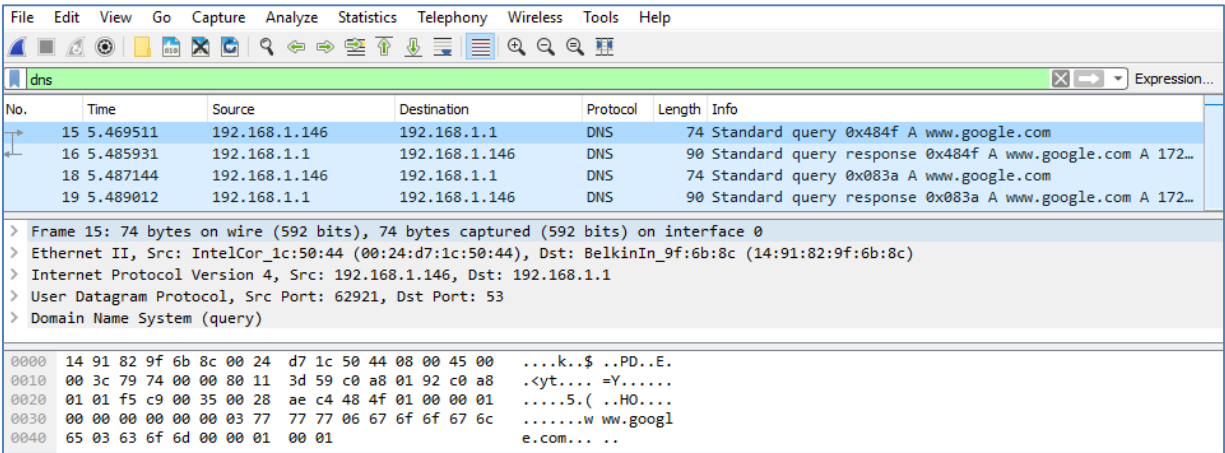 File Edit View Go Capture Analyze Statistics Telephony Wireless Tools Help
dns Expression...
No. Time Source Destination Protocol Length Info
15 5.469511 192.168.1.146 192.168.1.1 DNS 74 Standard query 0x484f A www.google.com
16 5.485931 192.168.1.1 192.168.1.146 DNS 90 Standard query response 0x484f A www.google.com A 172…
18 5.487144 192.168.1.146 192.168.1.1 DNS 74 Standard query 0x083a A www.google.com
19 5.489012 192.168.1.1 192.168.1.146 DNS 90 Standard query response 0x083a A www.google.com A 172…
> Frame 15: 74 bytes on wire (592 bits), 74 bytes captured (592 bits) on interface 0
> Ethernet II, Src: IntelCor_1c:50:44 (00:24:d7:1c:50:44), Dst: BelkinIn_9f:6b:8c (14:91:82:9f:6b:8c)
> Internet Protocol Version 4, Src: 192.168.1.146, Dst: 192.168.1.1
> User Datagram Protocol, Src Port: 62921, Dst Port: 53
> Domain Name System (query)
0000 14 91 82 9f 6b 8c 00 24 d7 1c 50 44 08 00 45 00 ....k..$ ..PD..E.
0010 00 3c 79 74 00 00 80 11 3d 59 c0 a8 01 92 c0 a8 .<yt.... =Y......
0020 01 01 f5 c9 00 35 00 28 ae c4 48 4f 01 00 00 01 .....5.( ..HO....
0030 00 00 00 00 00 00 03 77 77 77 06 67 6f 6f 67 6c .......w ww.googl
0040 65 03 63 6f 6d 00 00 01 00 01 e.com... ..